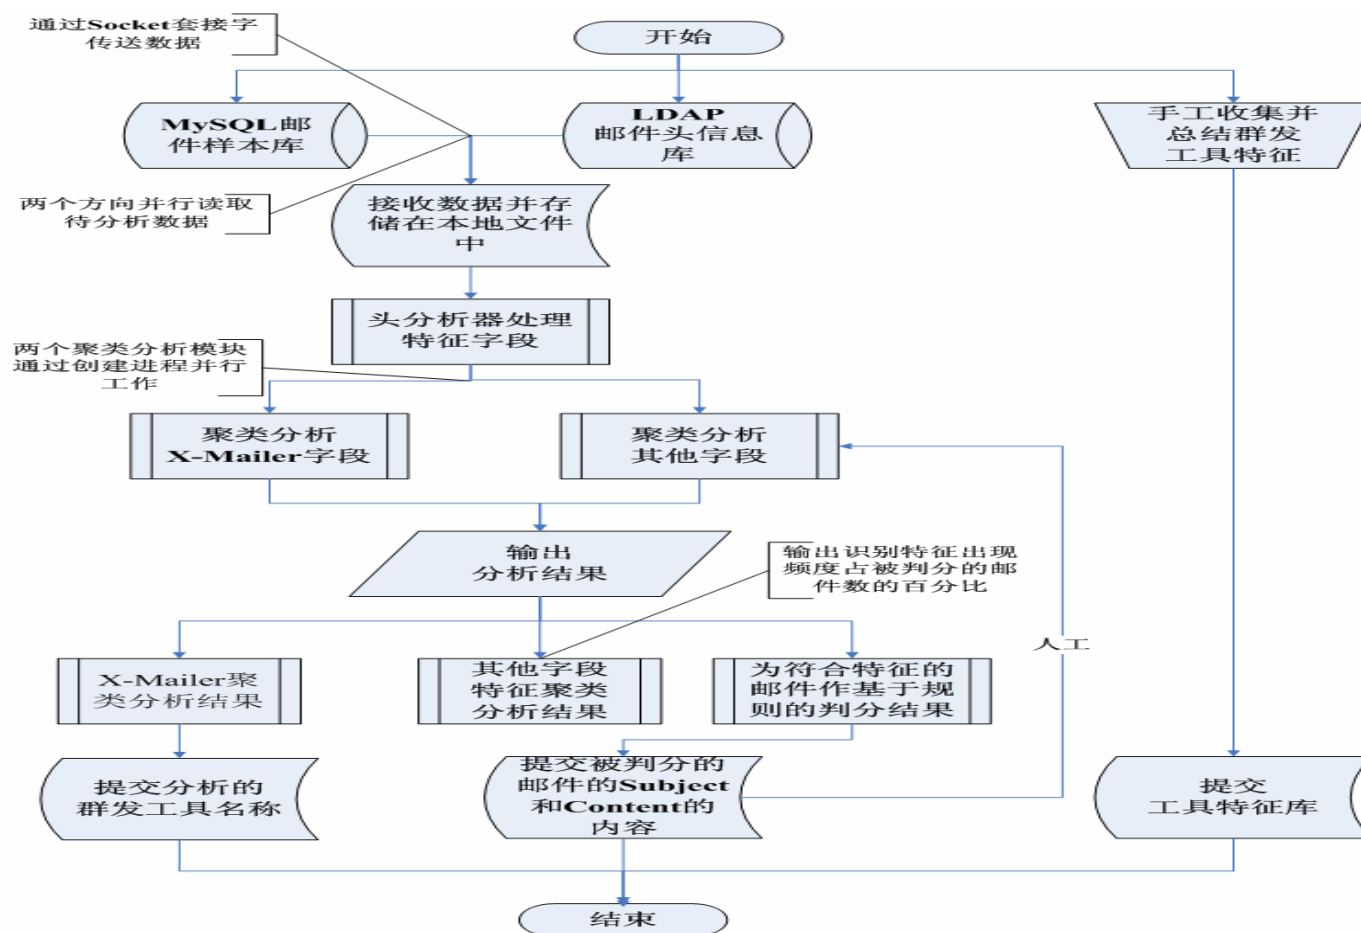 通过Socket套接字
传送数据
开始
MySQL邮
件样本库
LDAP
邮件头信息
库
手工收集并
总结群发
工具特征
两个方向并行读取
待分析数据
接收数据并存
储在本地文件
中
头分析器处理
特征字段
两个聚类分析模块
通过创建进程并行
工作
聚类分析
X-Mailer字段
聚类分析
其他字段
输出
分析结果
输出识别特征出现
频度占被判分的邮
件数的百分比
人工
X-Mailer聚
类分析结果
其他字段
特征聚类
分析结果
为符合特征的
邮件作基于规
则的判分结果
提交分析的
群发工具名称
提交被判分的
邮件的Subject
和Content的
内容
提交
工具特征库
结束